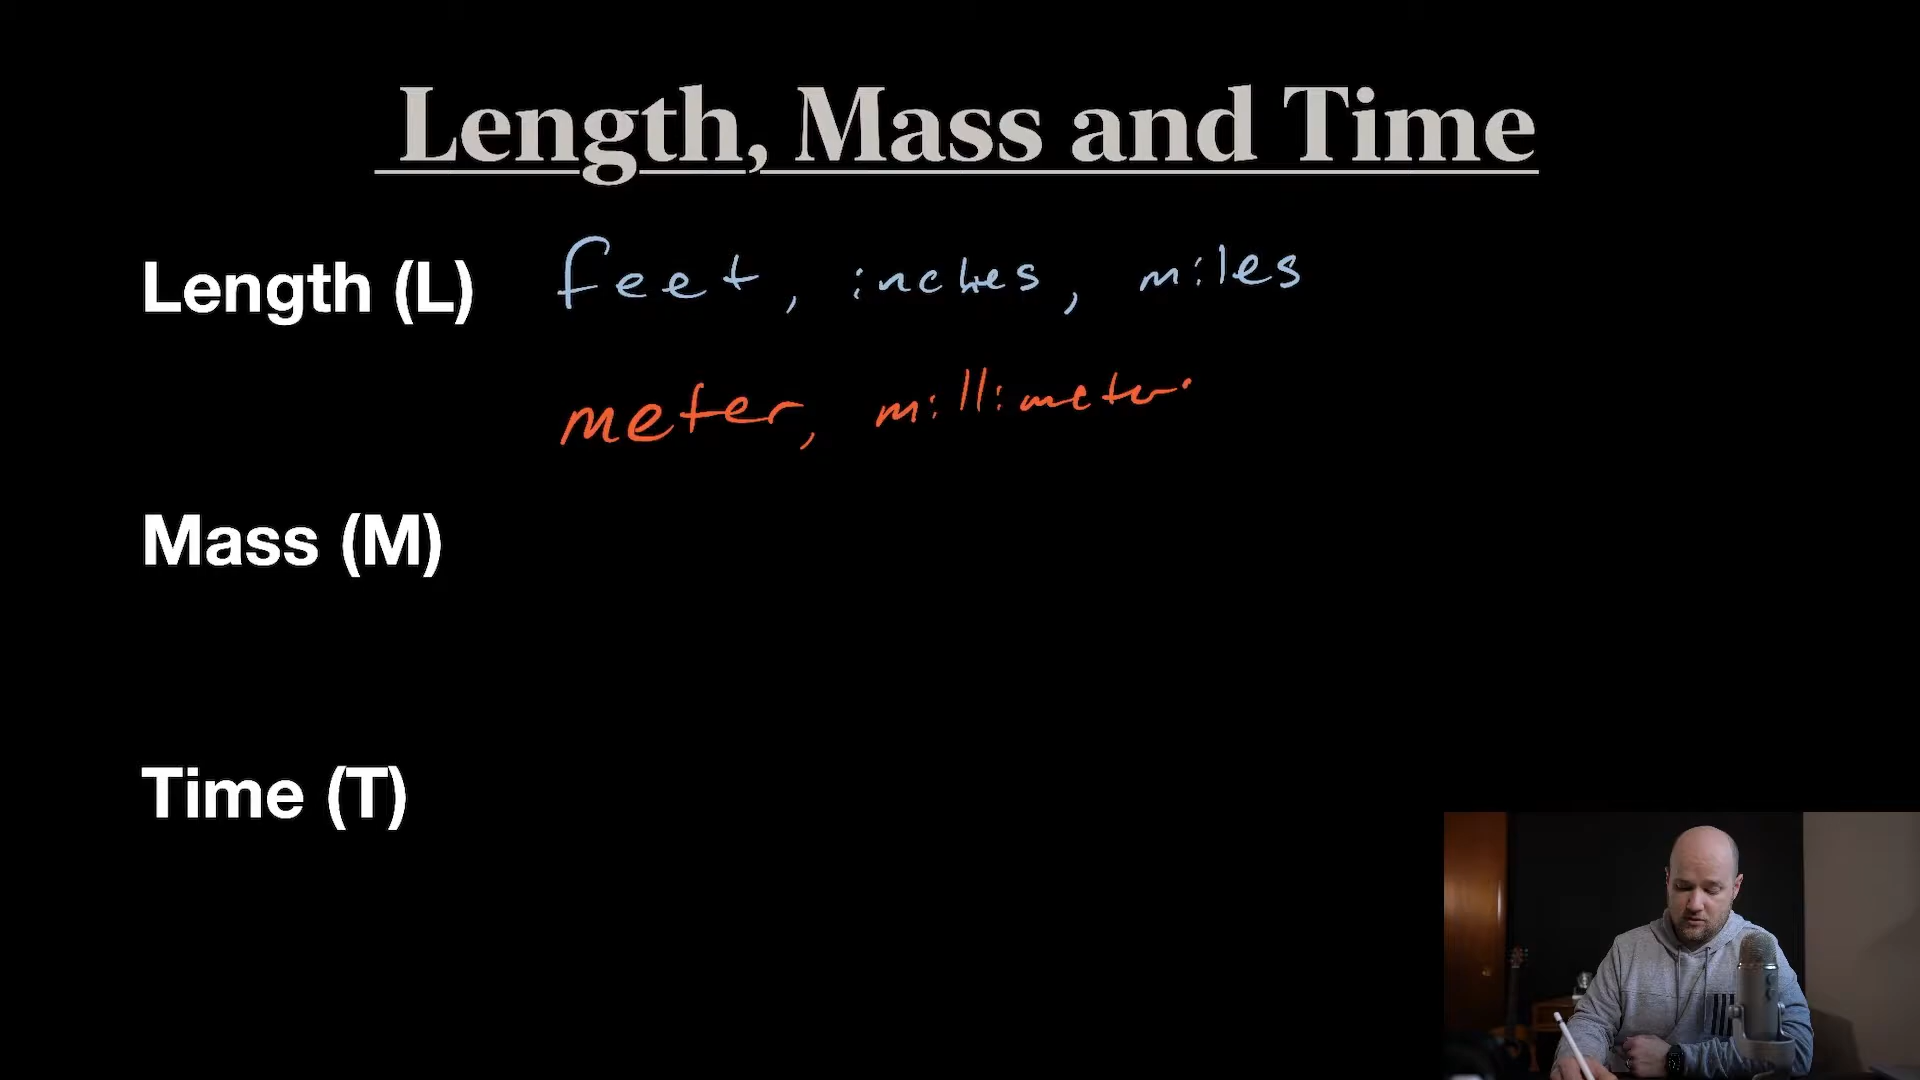 Length, Mass and Time
Length (L) feet, inches, miles
meter, millimeter
Mass (M)
Time (T)